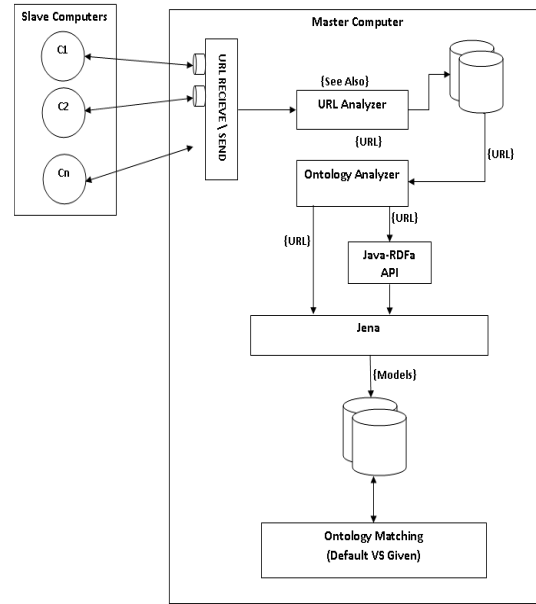 Slave Computers
C1
C2
Cn
Master Computer
URL RECIEVE \ SEND
{See Also}
URL Analyzer
{URL}
{URL}
Ontology Analyzer
{URL}
{URL}
Java-RDFa
API
Jena
{Models}
Ontology Matching
(Default VS Given)